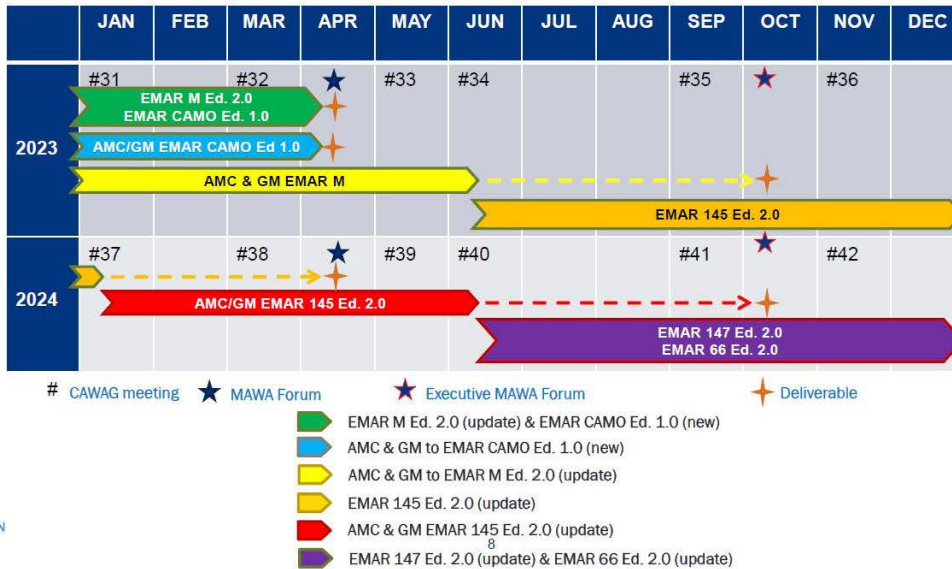 JAN FEB MAR APR MAY JUN JUL AUG SEP OCT NOV DEC
2023
#31 #32 #33 #34 #35 #36
EMAR M Ed. 2.0
EMAR CAMO Ed. 1.0
AMC/GM EMAR CAMO Ed 1.0
AMC & GM EMAR M
EMAR 145 Ed. 2.0
2024
#37 #38 #39 #40 #41 #42
AMC/GM EMAR 145 Ed. 2.0
EMAR 147 Ed. 2.0
EMAR 66 Ed. 2.0
# CAWAG meeting MAWA Forum Executive MAWA Forum Deliverable
EMAR M Ed. 2.0 (update) & EMAR CAMO Ed. 1.0 (new)
AMC & GM to EMAR CAMO Ed. 1.0 (new)
AMC & GM to EMAR M Ed. 2.0 (update)
EMAR 145 Ed. 2.0 (update)
N
AMC & GM EMAR 145 Ed. 2.0 (update)
8
EMAR 147 Ed. 2.0 (update) & EMAR 66 Ed. 2.0 (update)